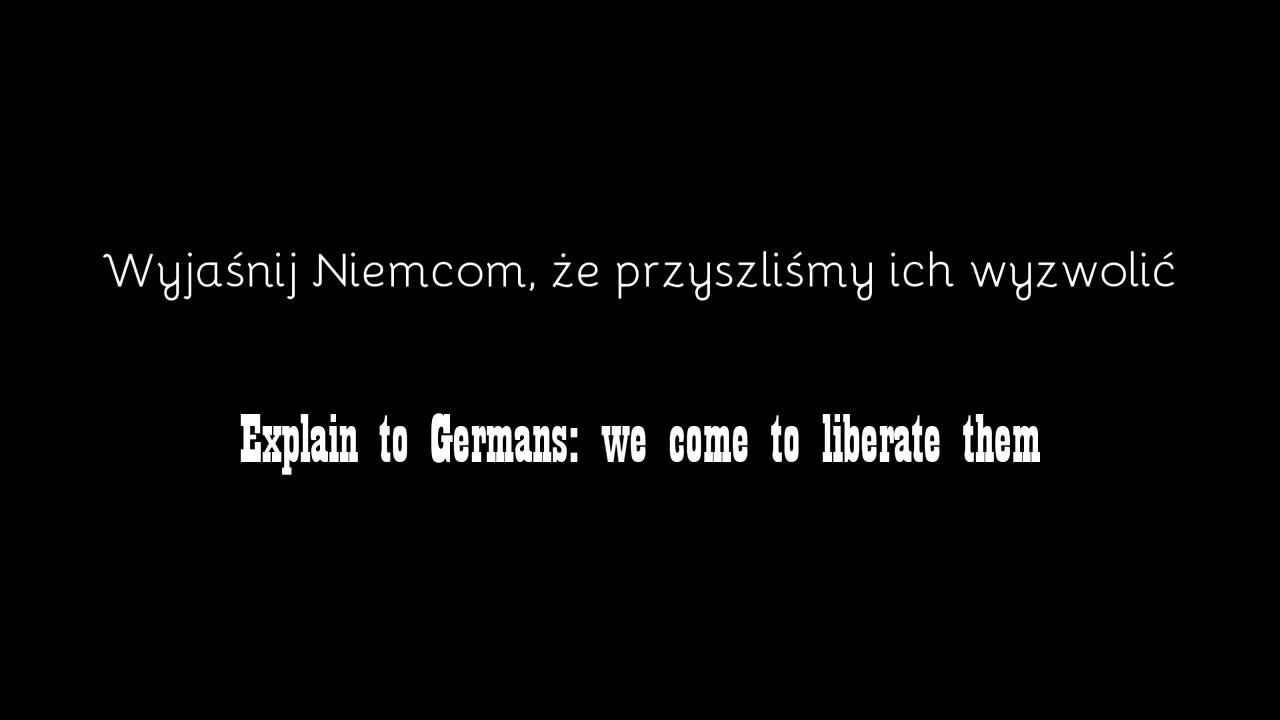 Wyjaśnij Niemcom, że przyszliśmy ich wyzwolić
Explain to Germans: we come to liberate them